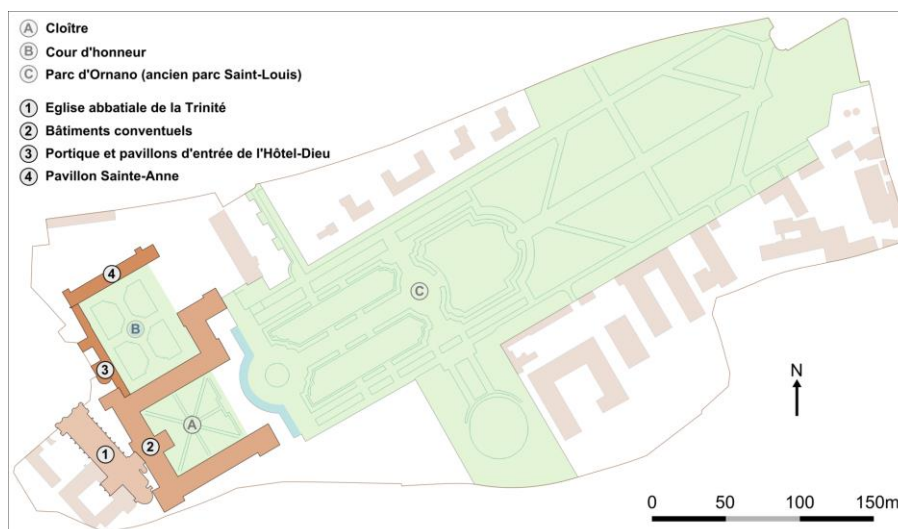 A Cloître
B Cour d'honneur
C Parc d'Ornano (ancien parc Saint-Louis)
1 Eglise abbatiale de la Trinité
2 Bâtiments conventuels
3 Portique et pavillons d'entrée de l'Hôtel-Dieu
4 Pavillon Sainte-Anne
4
B
C
3
N
A
2
1
0 50 100 150m